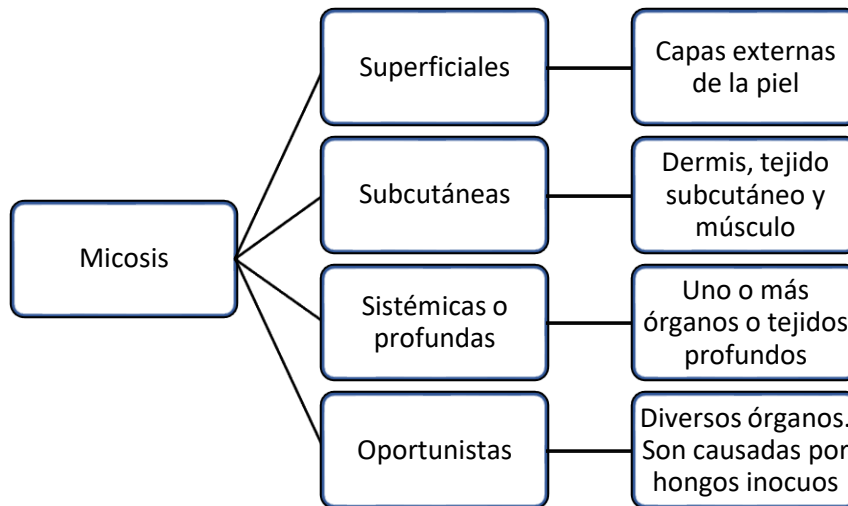 Micosis
Superficiales
Capas externas
de la piel
Subcutáneas
Dermis, tejido
subcutáneo y
músculo
Sistémicas o
profundas
Uno o más
órganos o tejidos
profundos
Oportunistas
Diversos órganos.
Son causadas por
hongos inocuos